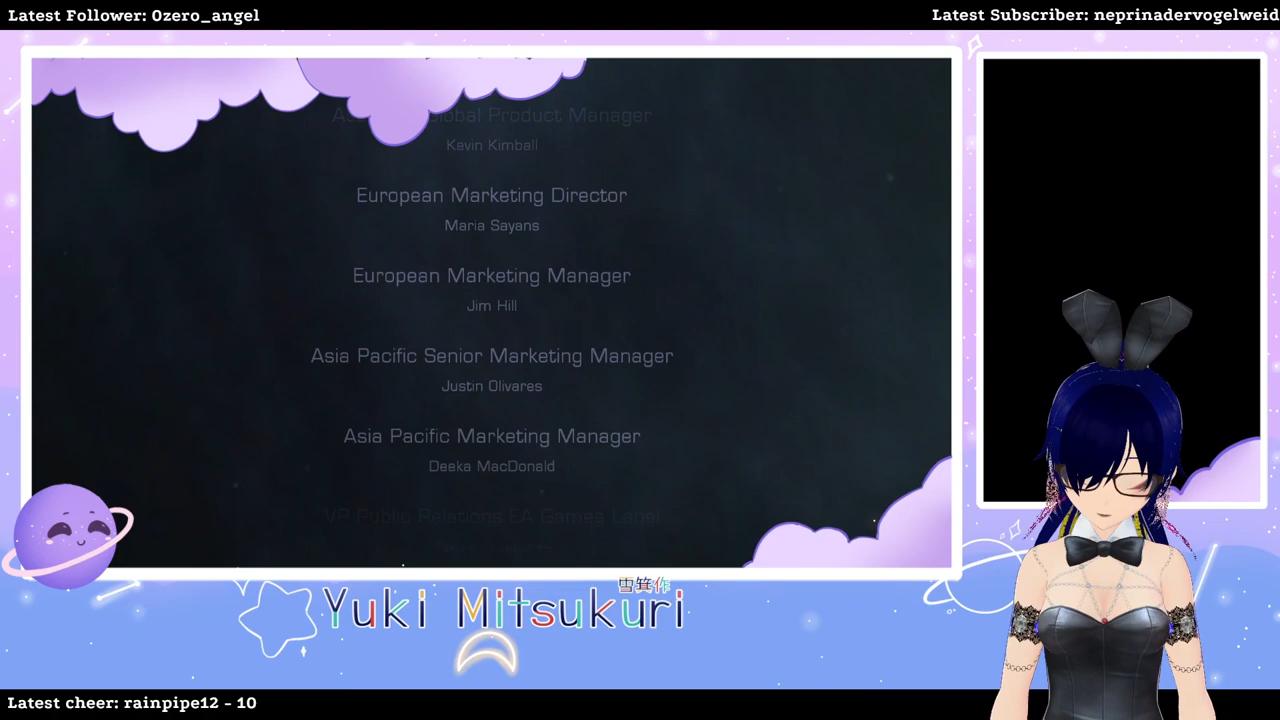 Latest Follower: 0zero_angel
Latest Subscriber: neprinadervogelweid
Global Product Manager
Kevin Kimball
European Marketing Director
Maria Sayans
European Marketing Manager
Jim Hill
Asia Pacific Senior Marketing Manager
Justin Olivares
Asia Pacific Marketing Manager
Deeka MacDonald
VP Public Relations EA Games Label
雪箕作
Yuki Mitsukuri
Latest cheer: rainpipe12 - 10